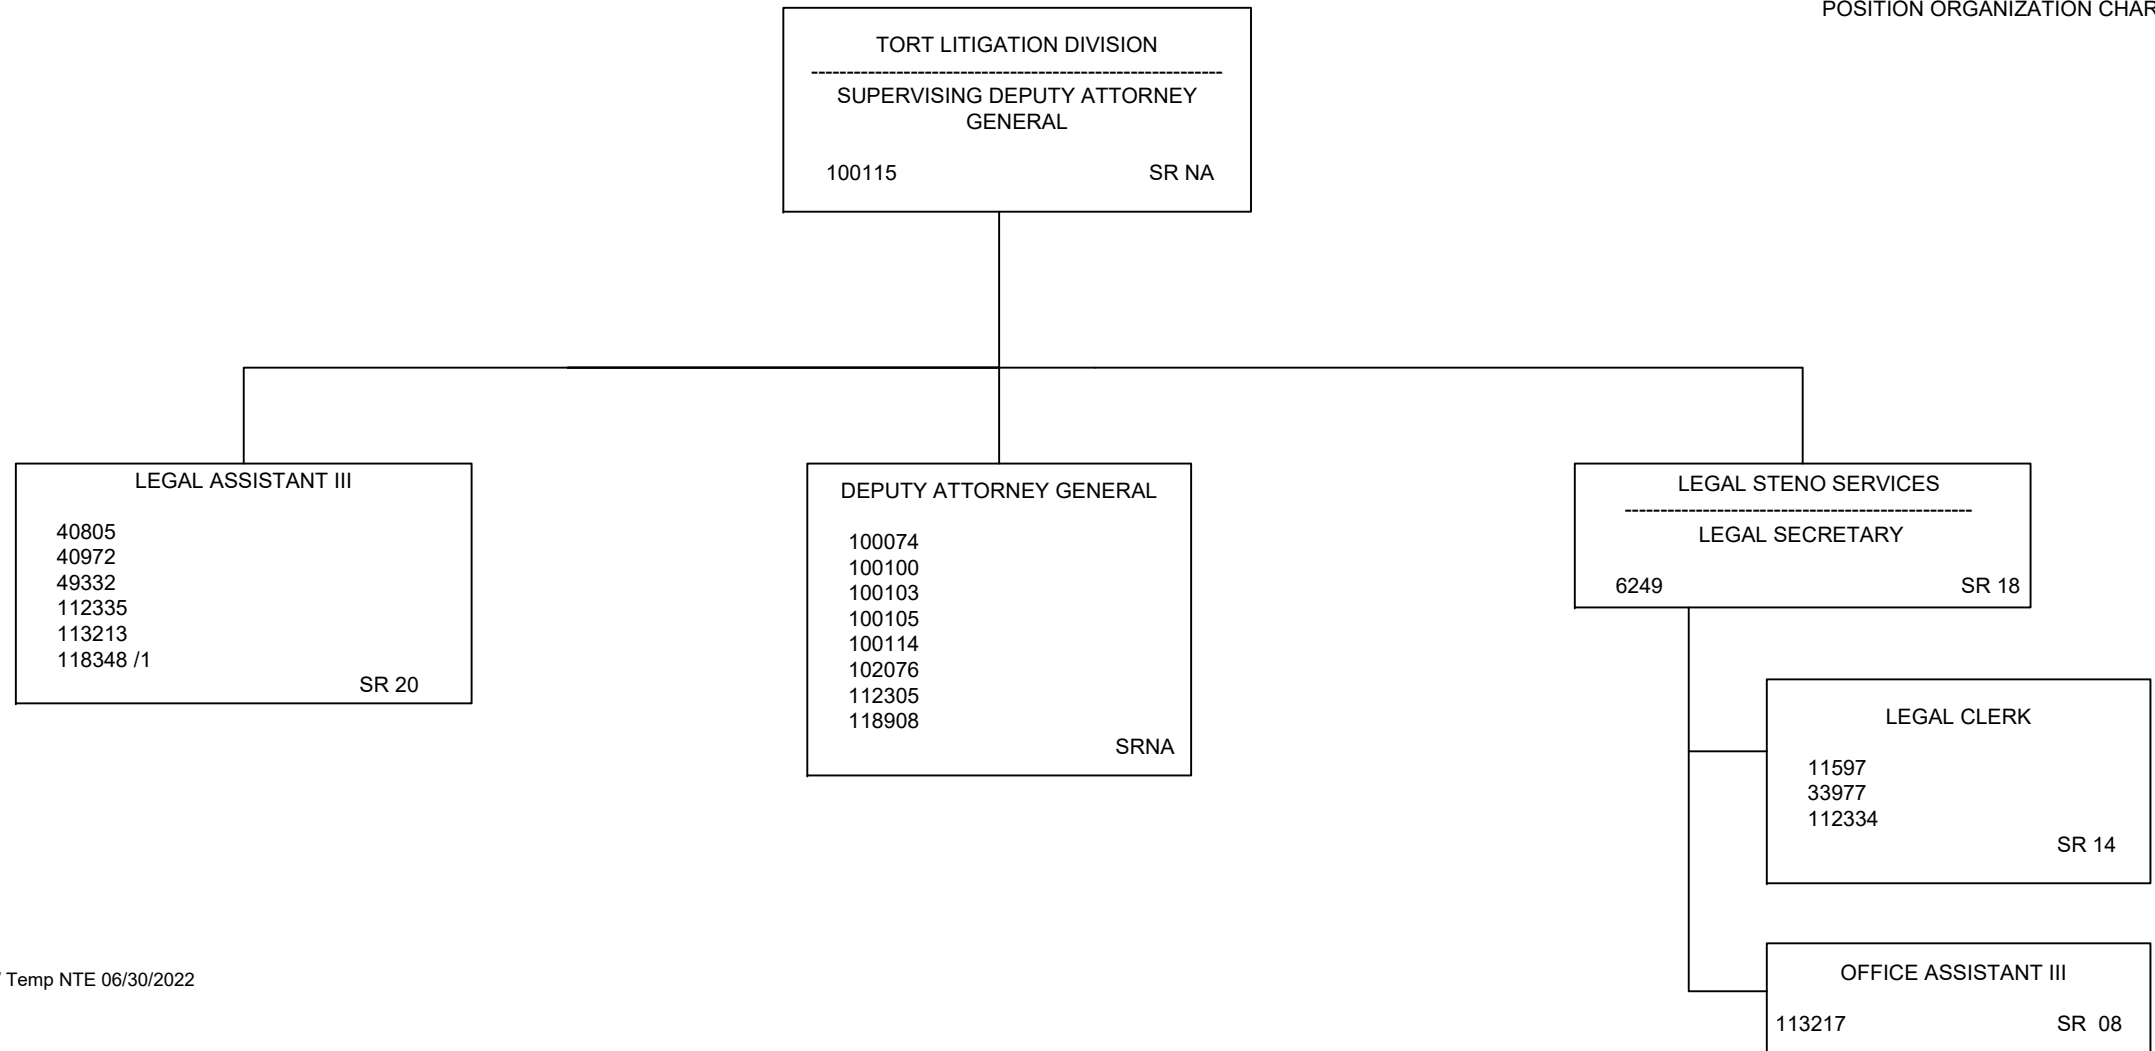 POSITION ORGANIZATION CHAR
TORT LITIGATION DIVISION
----------------------------------------------------------
SUPERVISING DEPUTY ATTORNEY
GENERAL
100115 SR NA
LEGAL ASSISTANT III
40805
40972
49332
112335
113213
118348 /1
SR 20
DEPUTY ATTORNEY GENERAL
100074
100100
100103
100105
100114
102076
112305
118908
SRNA
LEGAL STENO SERVICES
-------------------------------------------------
LEGAL SECRETARY
6249 SR 18
LEGAL CLERK
11597
33977
112334
SR 14
OFFICE ASSISTANT III
113217 SR 08
/ Temp NTE 06/30/2022